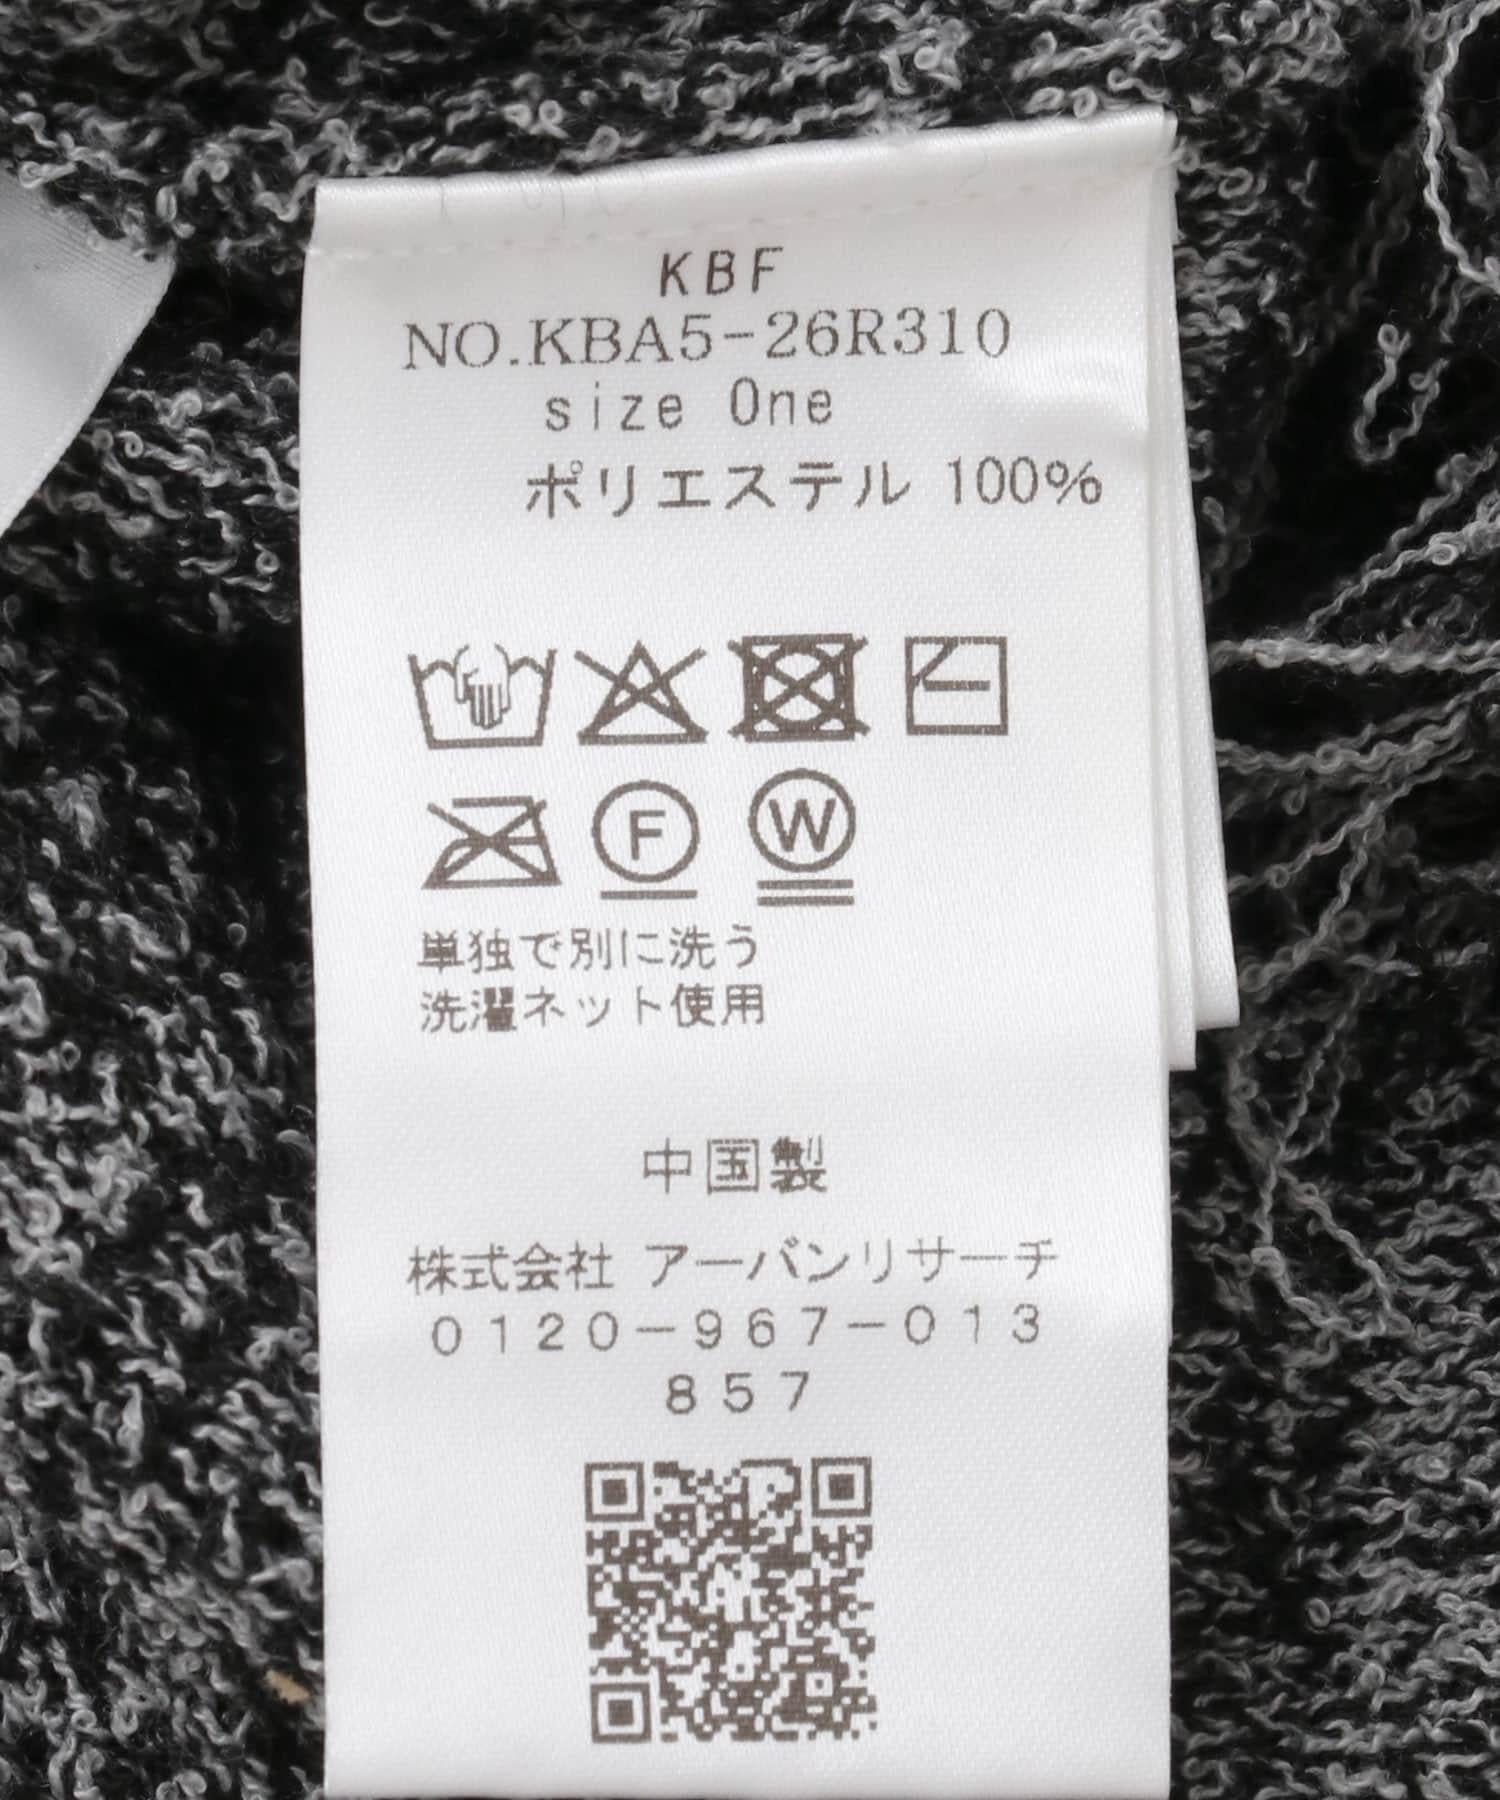 KBF
NO.KBA5-26R310
size One
ポリエステル 100%
F W
単独で別に洗う
洗濯ネット使用
中国製
株式会社 アーバンリサーチ
0120-967-013
857